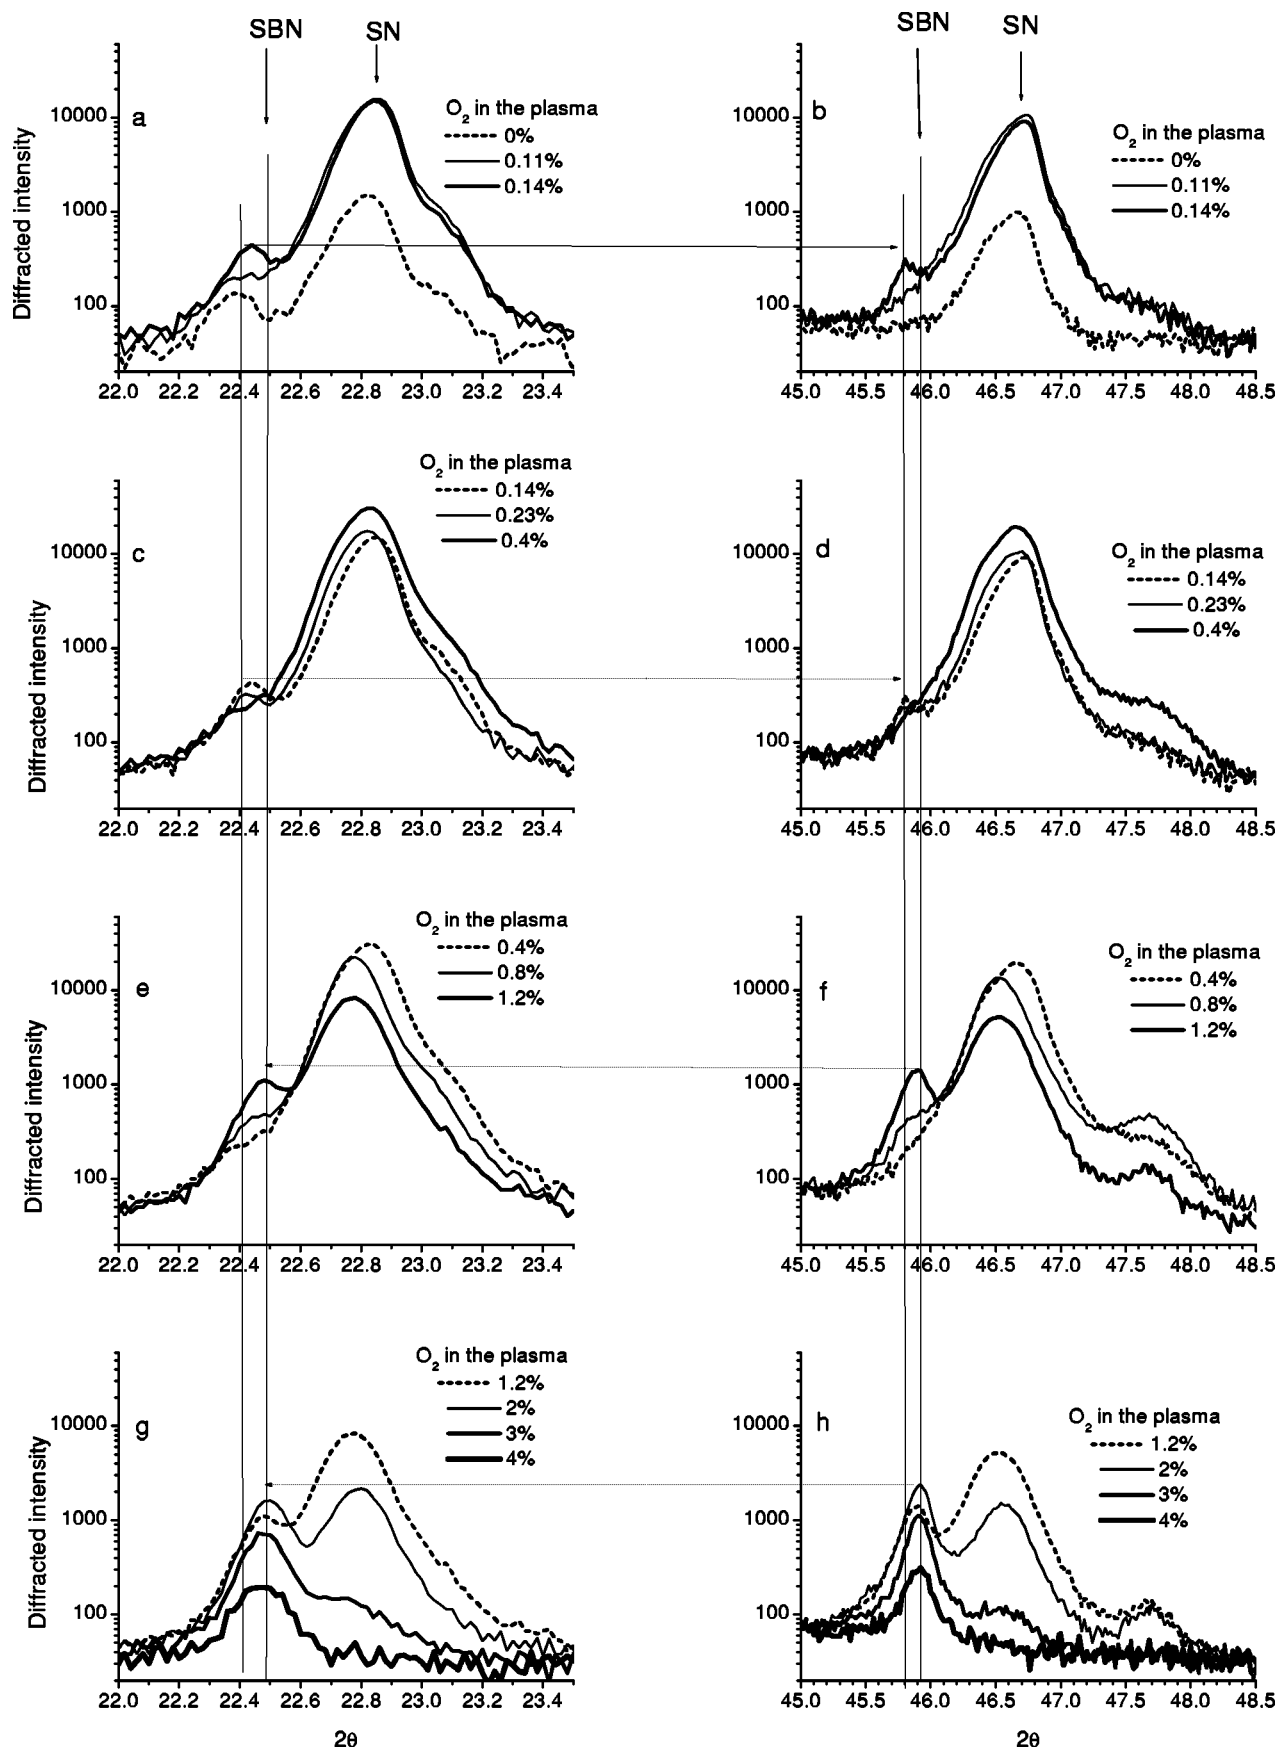 SBN SN
a
O2 in the plasma
0%
0.11%
0.14%
10000
1000
100
Diffracted intensity
22.0 22.2 22.4 22.6 22.8 23.0 23.2 23.4
SBN SN
b
O2 in the plasma
0%
0.11%
0.14%
10000
1000
100
45.0 45.5 46.0 46.5 47.0 47.5 48.0 48.5
c
O2 in the plasma
0.14%
0.23%
0.4%
10000
1000
100
Diffracted intensity
22.0 22.2 22.4 22.6 22.8 23.0 23.2 23.4
d
O2 in the plasma
0.14%
0.23%
0.4%
10000
1000
100
45.0 45.5 46.0 46.5 47.0 47.5 48.0 48.5
e
O2 in the plasma
0.4%
0.8%
1.2%
10000
1000
100
Diffracted intensity
22.0 22.2 22.4 22.6 22.8 23.0 23.2 23.4
f
O2 in the plasma
0.4%
0.8%
1.2%
10000
1000
100
45.0 45.5 46.0 46.5 47.0 47.5 48.0 48.5
g
O2 in the plasma
1.2%
2%
3%
4%
10000
1000
100
Diffracted intensity
22.0 22.2 22.4 22.6 22.8 23.0 23.2 23.4
2θ
h
O2 in the plasma
1.2%
2%
3%
4%
10000
1000
100
45.0 45.5 46.0 46.5 47.0 47.5 48.0 48.5
2θ